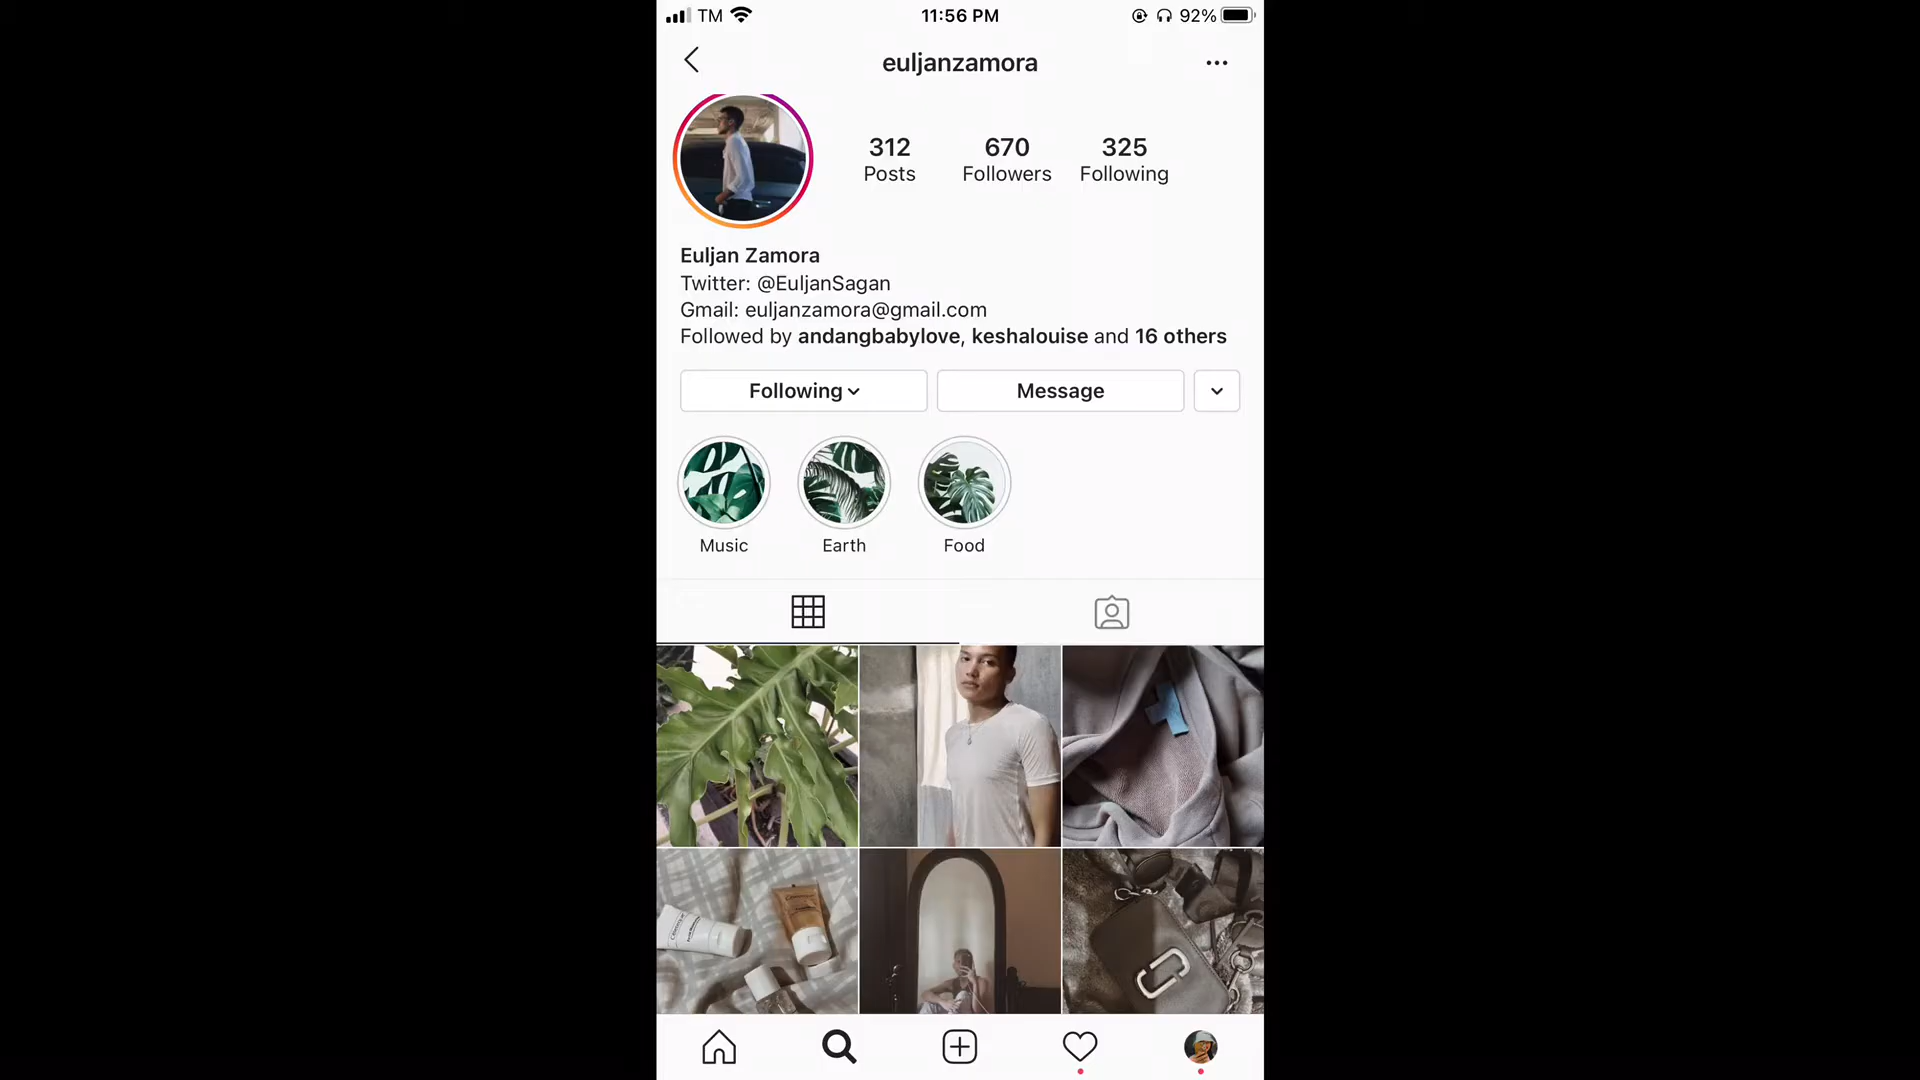 TM 11:56 PM 92%
euljanzamora
312 670 325
Posts Followers Following
Euljan Zamora
Twitter: @EuljanSagan
Gmail: euljanzamora@gmail.com
Followed by andangbabylove, keshalouise and 16 others
Following Message
Music Earth Food